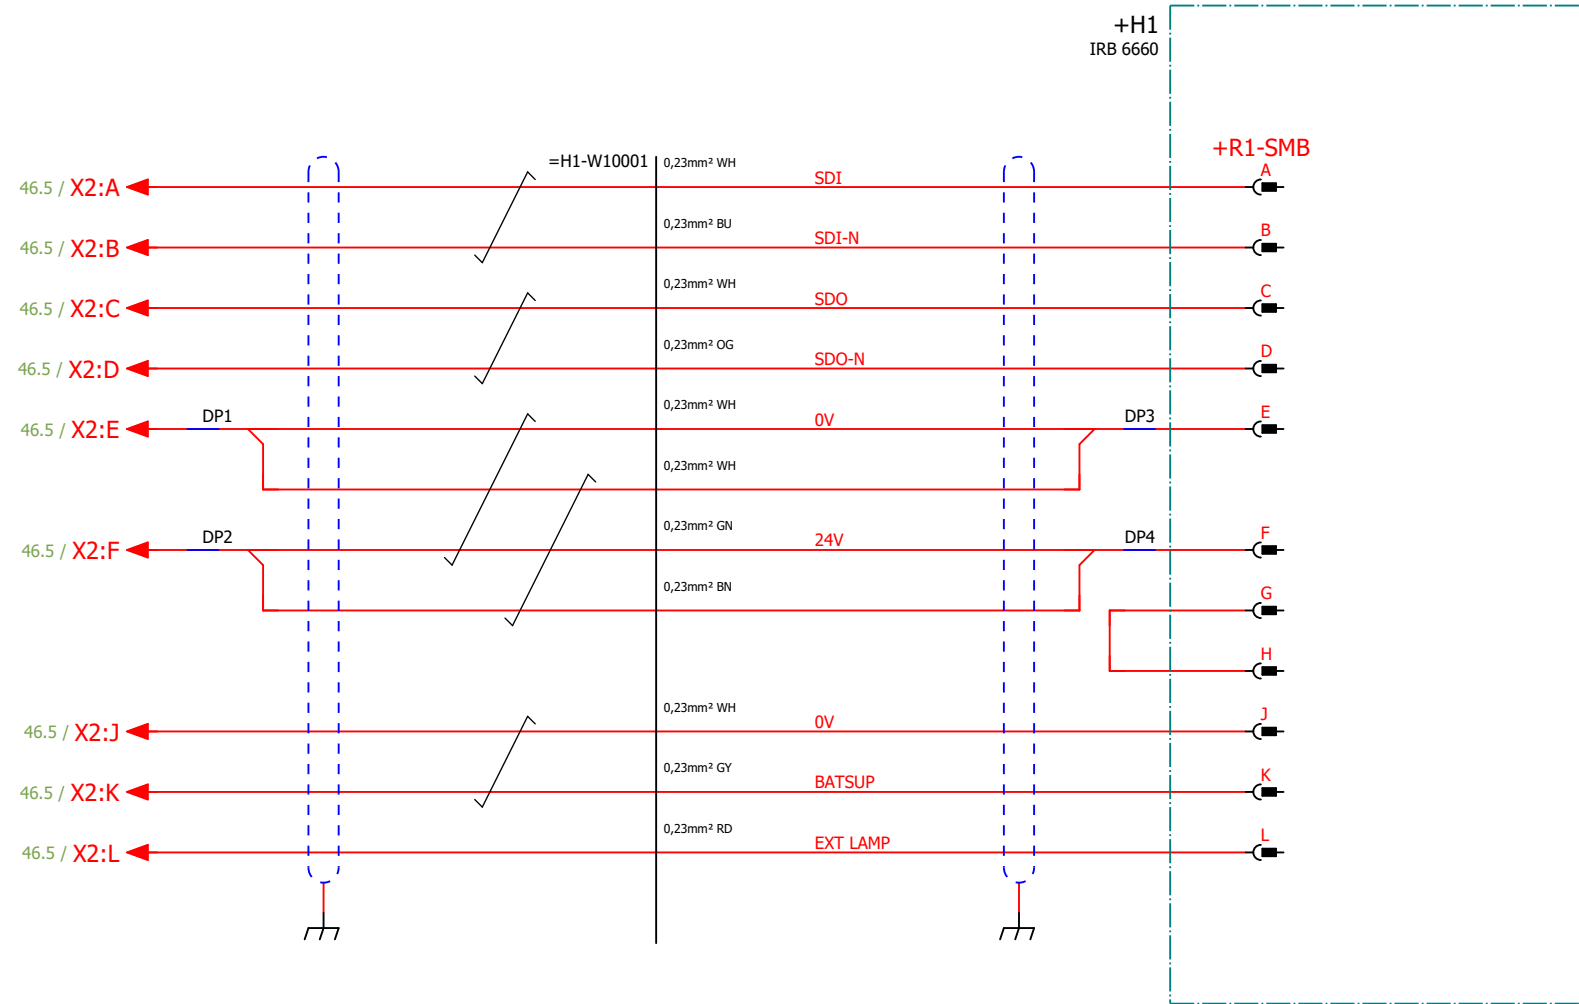 +H1
IRB 6660
+R1-SMB
=H1-W10001 0,23mm² WH
46.5 / X2:A SDI A
0,23mm² BU
46.5 / X2:B SDI-N B
0,23mm² WH
46.5 / X2:C SDO C
0,23mm² OG
46.5 / X2:D SDO-N D
0,23mm² WH
46.5 / X2:E DP1 0V DP3 E
0,23mm² WH
0,23mm² GN
46.5 / X2:F DP2 24V DP4 F
0,23mm² BN
G
H
0,23mm² WH
46.5 / X2:J 0V J
0,23mm² GY
46.5 / X2:K BATSUP K
0,23mm² RD
46.5 / X2:L EXT LAMP L